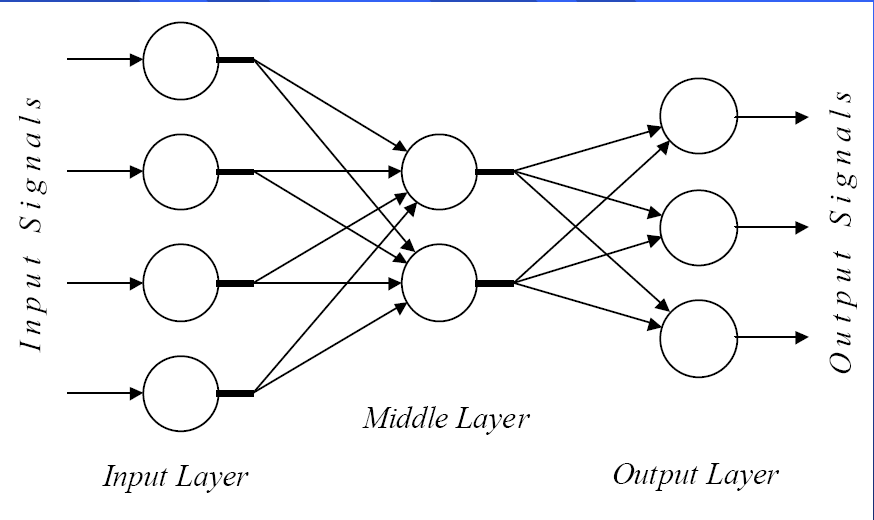 Input Signals
Output Signals
Middle Layer
Input Layer
Output Layer